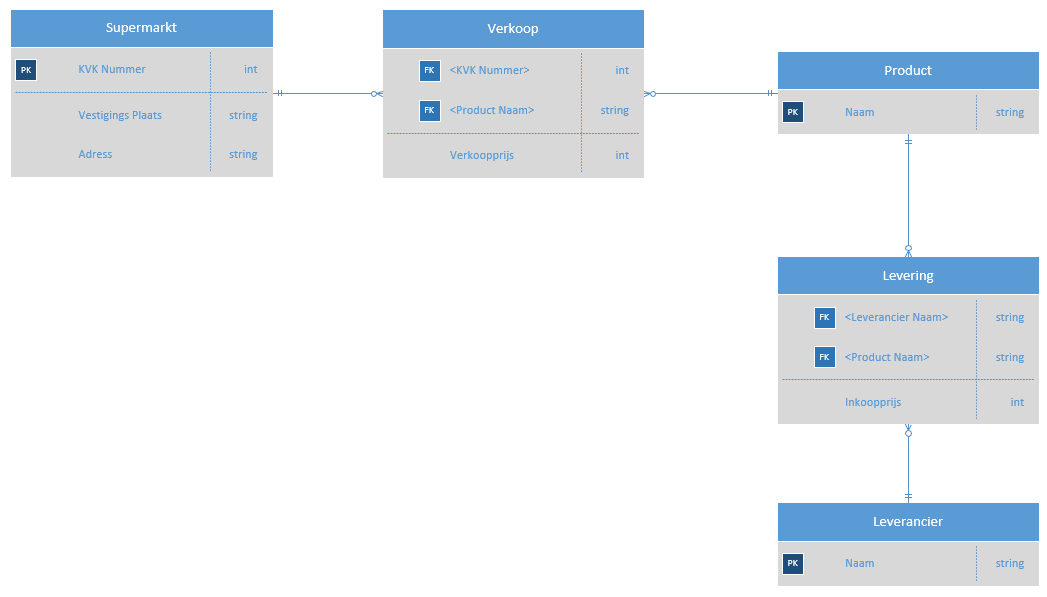 Supermarkt
PK KVK Nummer int
Vestigings Plaats string
Adress string
Verkoop
FK <KVK Nummer> int
FK <Product Naam> string
Verkoopprijs int
Product
PK Naam string
Levering
FK <Leverancier Naam> string
FK <Product Naam> string
Inkoopprijs int
Leverancier
PK Naam string